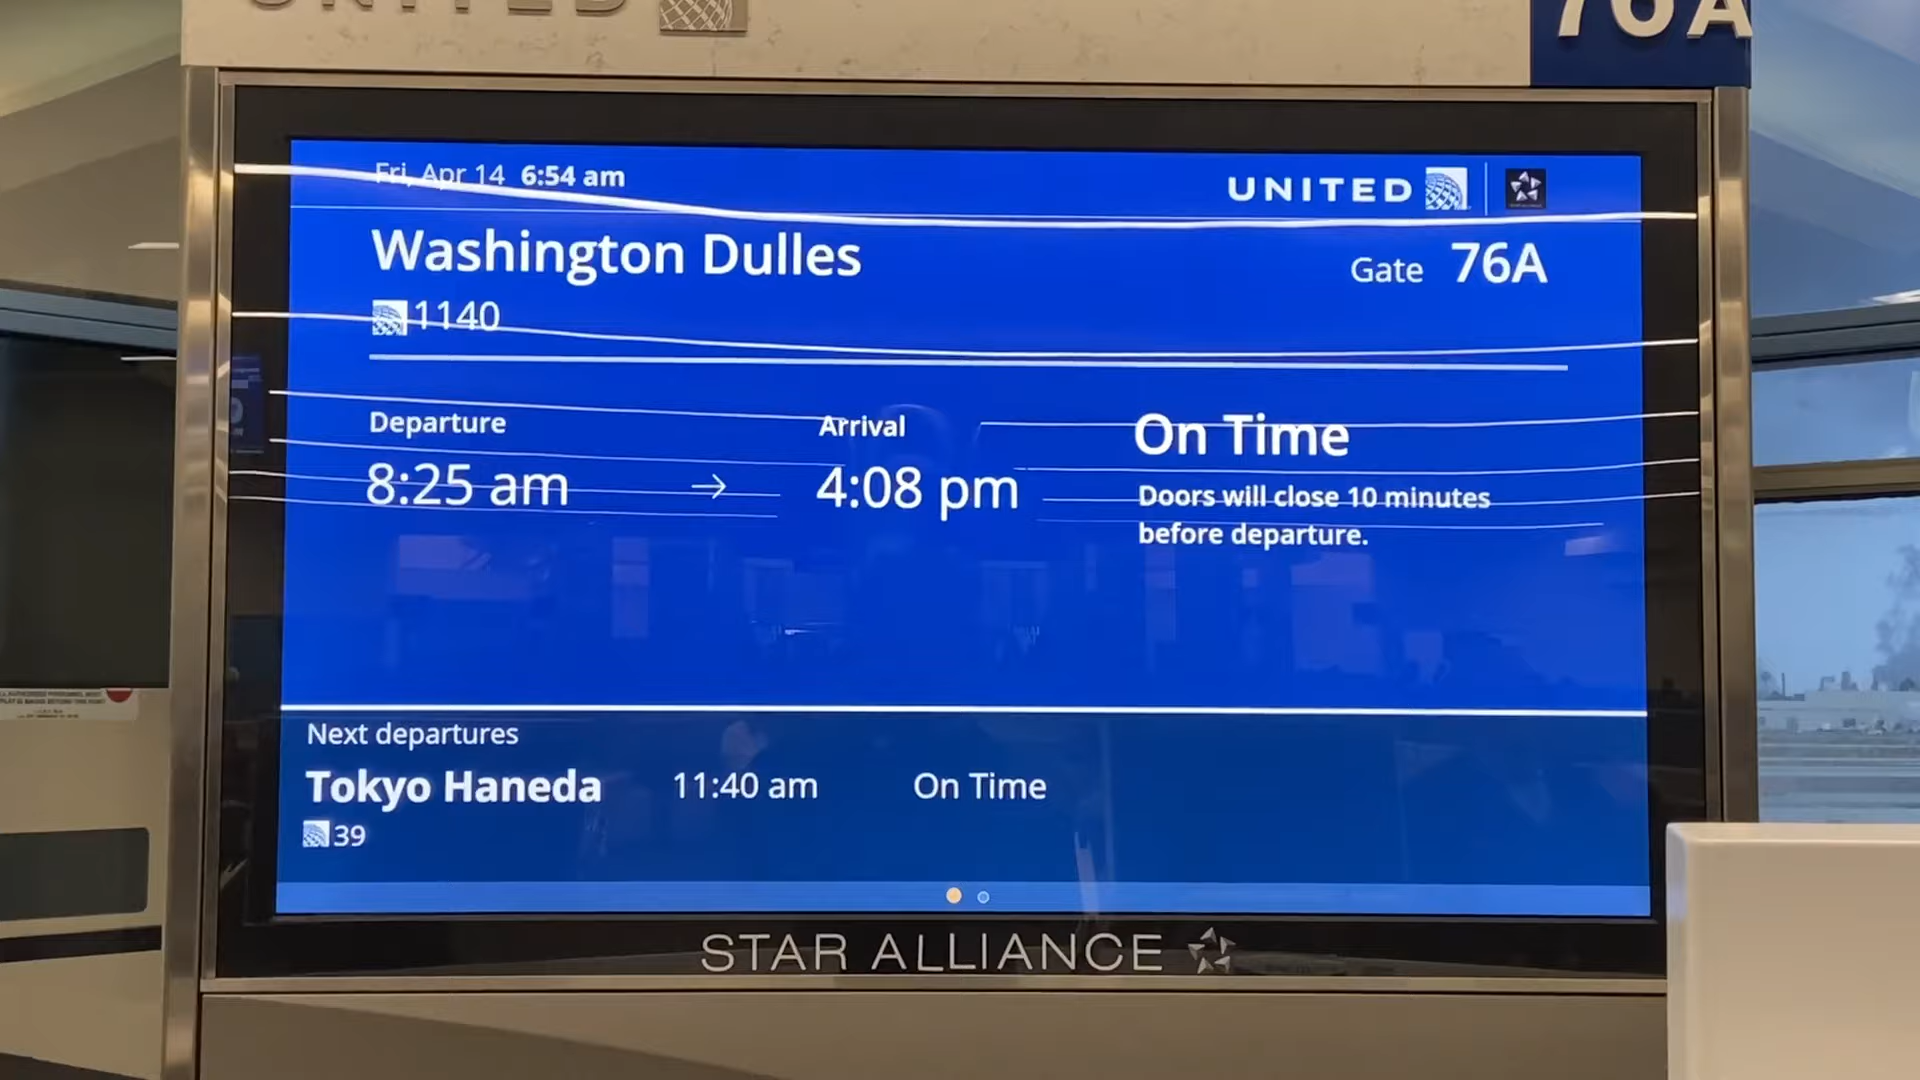 UNITED
76A
Fri, Apr 14 6:54 am
UNITED
Washington Dulles
Gate 76A
1140
Departure
Arrival
On Time
8:25 am → 4:08 pm
Doors will close 10 minutes
before departure.
Next departures
Tokyo Haneda 11:40 am On Time
39
STAR ALLIANCE